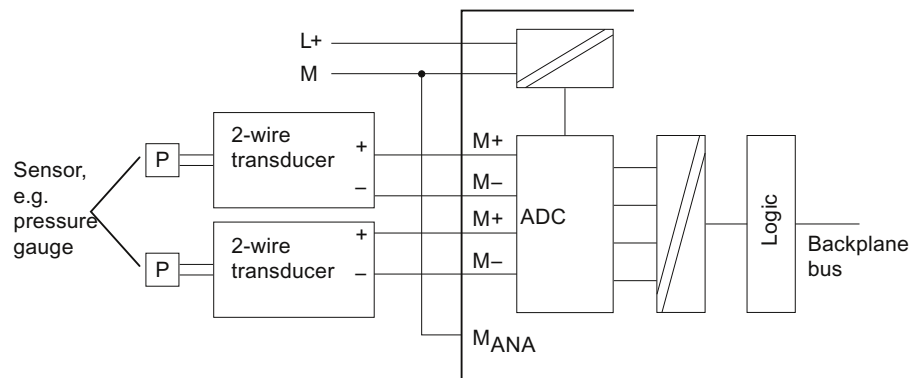 L+
M
2-wire
transducer
+
–
P
Sensor,
e.g.
pressure
gauge
2-wire
transducer
+
–
P
M+
M–
M+
M–
ADC
Logic
Backplane
bus
MANA